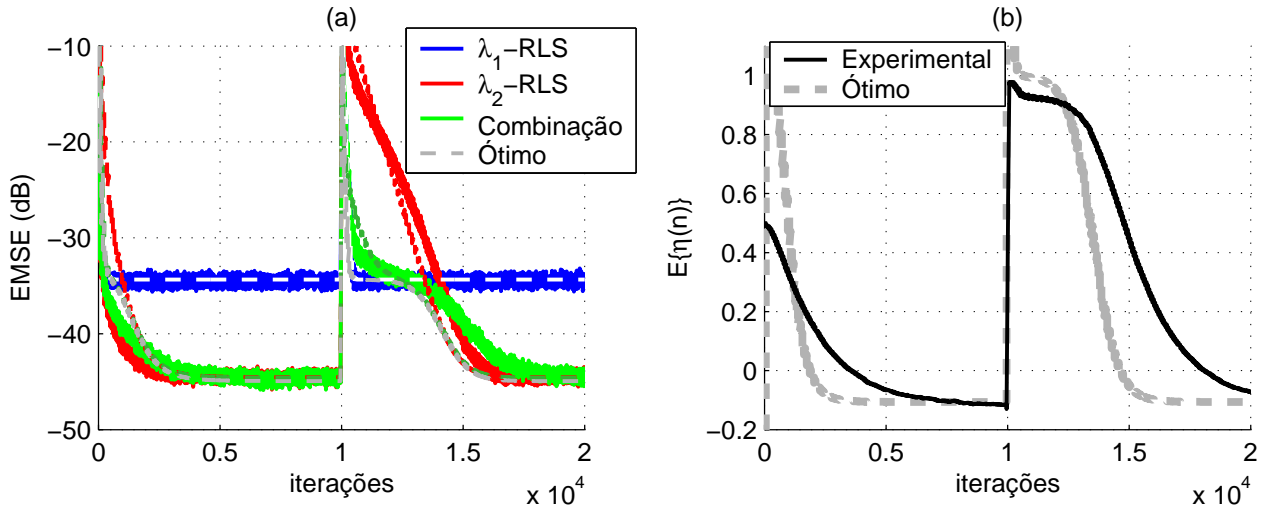 (a)
EMSE (dB)
−10
−20
−30
−40
−50
λ1−RLS
λ2−RLS
Combinação
Ótimo
0
0.5
1
1.5
2
iterações
x 10^4
(b)
E{η(n)}
1
0.8
0.6
0.4
0.2
0
−0.2
Experimental
Ótimo
0
0.5
1
1.5
2
iterações
x 10^4